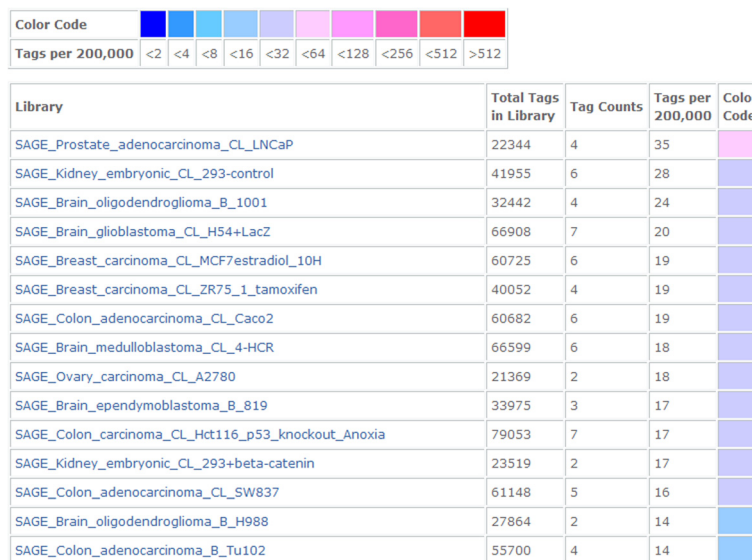 Color Code
Tags per 200,000 <2 <4 <8 <16 <32 <64 <128 <256 <512 >512
Library Total Tags in Library Tag Counts Tags per 200,000 Colo Code
SAGE_Prostate_adenocarcinoma_CL_LNCaP 22344 4 35
SAGE_Kidney_embryonic_CL_293-control 41955 6 28
SAGE_Brain_oligodendroglioma_B_1001 32442 4 24
SAGE_Brain_glioblastoma_CL_H54+LacZ 66908 7 20
SAGE_Breast_carcinoma_CL_MCF7estradiol_10H 60725 6 19
SAGE_Breast_carcinoma_CL_ZR75_1_tamoxifen 40052 4 19
SAGE_Colon_adenocarcinoma_CL_Caco2 60682 6 19
SAGE_Brain_medulloblastoma_CL_4-HCR 66599 6 18
SAGE_Ovary_carcinoma_CL_A2780 21369 2 18
SAGE_Brain_ependymoblastoma_B_819 33975 3 17
SAGE_Colon_carcinoma_CL_Hct116_p53_knockout_Anoxia 79053 7 17
SAGE_Kidney_embryonic_CL_293+beta-catenin 23519 2 17
SAGE_Colon_adenocarcinoma_CL_SW837 61148 5 16
SAGE_Brain_oligodendroglioma_B_H988 27864 2 14
SAGE_Colon_adenocarcinoma_B_Tu102 55700 4 14